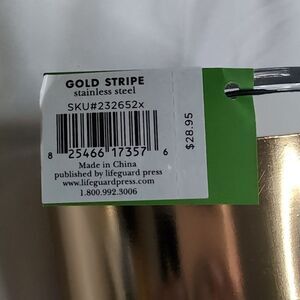 GOLD STRIPE
stainless steel
SKU#232652x
8 25466 17357 6
Made in China
published by lifeguard press
www.lifeguardpress.com
1.800.992.3006
$28.95